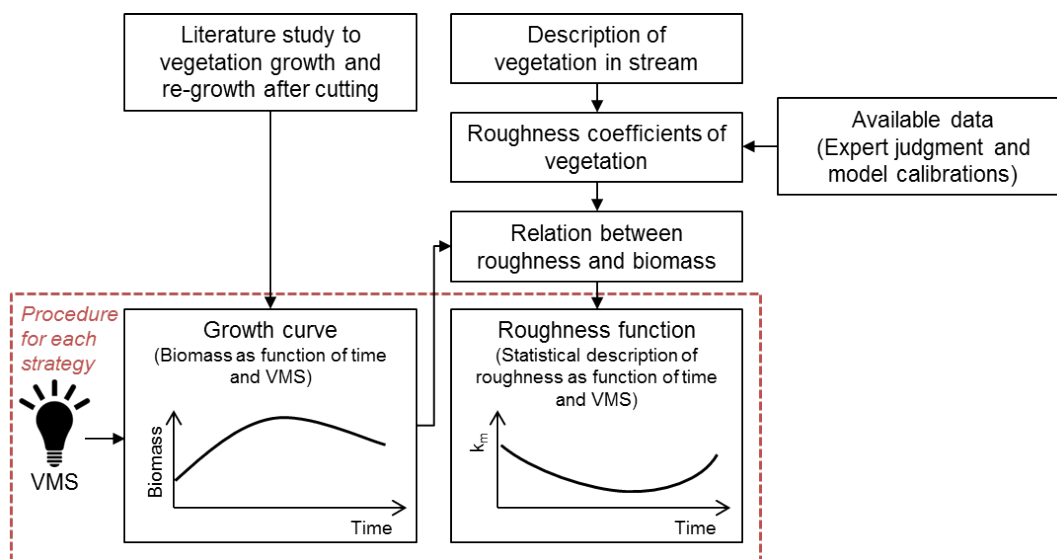 Literature study to
vegetation growth and
re-growth after cutting
Description of
vegetation in stream
Roughness coefficients of
vegetation
Available data
(Expert judgment and
model calibrations)
Relation between
roughness and biomass
Procedure
for each
strategy
VMS
Growth curve
(Biomass as function of time
and VMS)
Biomass
Time
Roughness function
(Statistical description of
roughness as function of time
and VMS)
km
Time